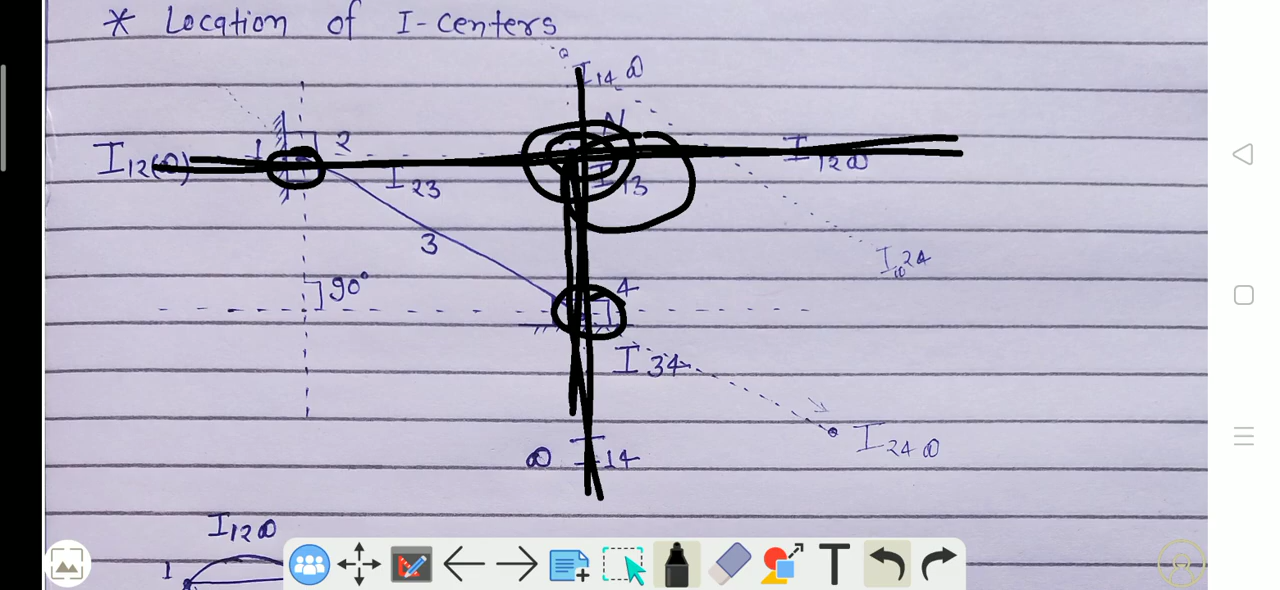 * Location of I-centers
I14 ∞
I12(∞) 1 2 I23 I13 I12∞
3
I24
90°
4
I34
∞ I14
I24 ∞
I12∞
1
T